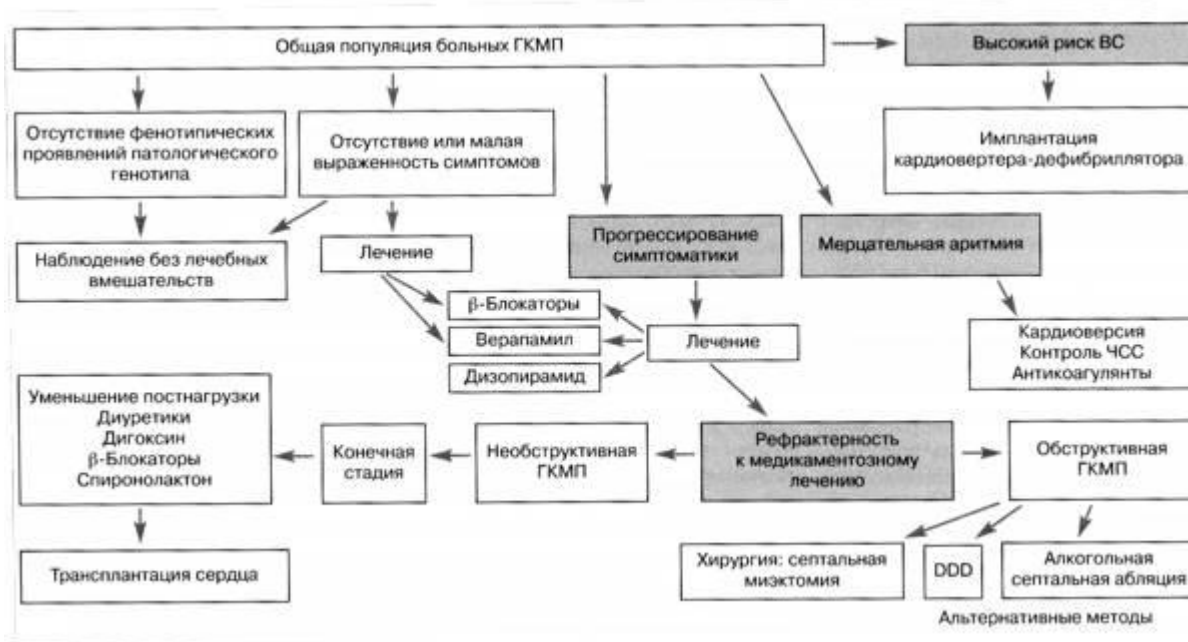 Общая популяция больных ГКМП
Высокий риск ВС
Отсутствие фенотипических
проявлений патологического
генотипа
Отсутствие или малая
выраженность симптомов
Имплантация
кардиовертера-дефибриллятора
Наблюдение без лечебных
вмешательств
Лечение
Прогрессирование
симптоматики
Мерцательная аритмия
β-Блокаторы
Верапамил
Дизопирамид
Лечение
Кардиоверсия
Контроль ЧСС
Антикоагулянты
Уменьшение постнагрузки
Диуретики
Дигоксин
β-Блокаторы
Спиронолактон
Конечная
стадия
Необструктивная
ГКМП
Рефрактерность
к медикаментозному
лечению
Обструктивная
ГКМП
Трансплантация сердца
Хирургия: септальная
миэктомия
DDD
Алкогольная
септальная абляция
Альтернативные методы